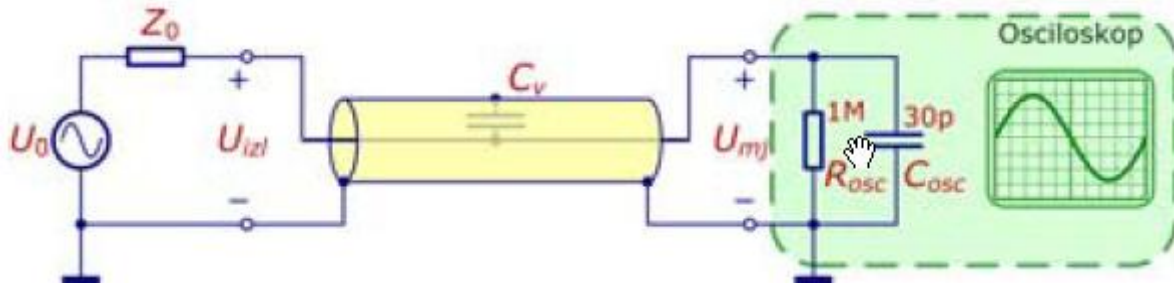 Z0
Osciloskop
+
Cv
+
U0
Uizl
Umj
1M
30p
Rosc
Cosc
-
-